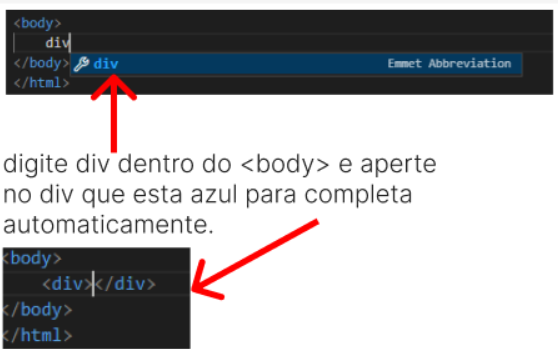 <body>
div
</body> div Emmet Abbreviation
</html>
digite div dentro do <body> e aperte
no div que esta azul para completa
automaticamente.
<body>
<div></div>
</body>
</html>